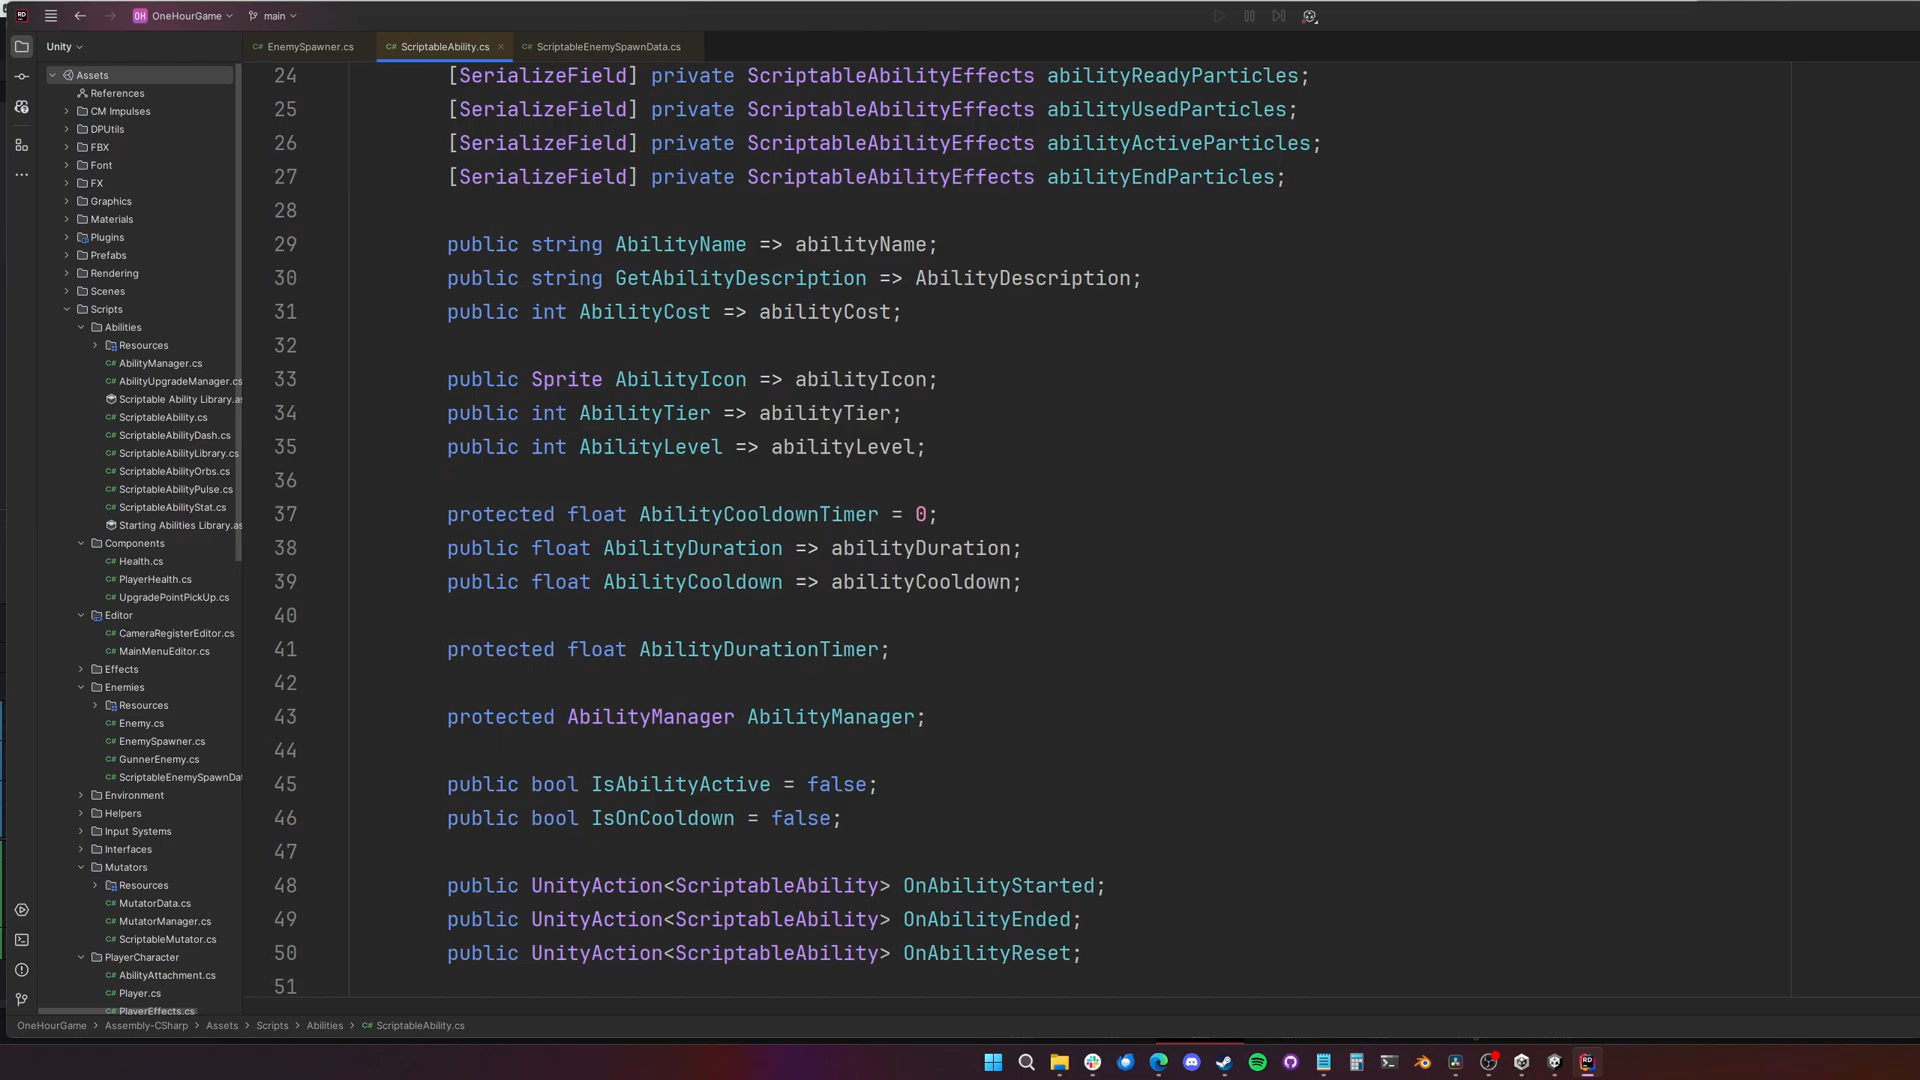 OH OneHourGame main
Unity
EnemySpawner.cs ScriptableAbility.cs ScriptableEnemySpawnData.cs
Assets
References
CM Impulses
DPUtils
FBX
Font
FX
Graphics
Materials
Plugins
Prefabs
Rendering
Scenes
Scripts
Abilities
Resources
AbilityManager.cs
AbilityUpgradeManager.cs
Scriptable Ability Library.as
ScriptableAbility.cs
ScriptableAbilityDash.cs
ScriptableAbilityLibrary.cs
ScriptableAbilityOrbs.cs
ScriptableAbilityPulse.cs
ScriptableAbilityStat.cs
Starting Abilities Library.as
Components
Health.cs
PlayerHealth.cs
UpgradePointPickUp.cs
Editor
CameraRegisterEditor.cs
MainMenuEditor.cs
Effects
Enemies
Resources
Enemy.cs
EnemySpawner.cs
GunnerEnemy.cs
ScriptableEnemySpawnDat
Environment
Helpers
Input Systems
Interfaces
Mutators
Resources
MutatorData.cs
MutatorManager.cs
ScriptableMutator.cs
PlayerCharacter
AbilityAttachment.cs
Player.cs
PlayerEffects.cs
24 [SerializeField] private ScriptableAbilityEffects abilityReadyParticles;
25 [SerializeField] private ScriptableAbilityEffects abilityUsedParticles;
26 [SerializeField] private ScriptableAbilityEffects abilityActiveParticles;
27 [SerializeField] private ScriptableAbilityEffects abilityEndParticles;
28
29 public string AbilityName => abilityName;
30 public string GetAbilityDescription => AbilityDescription;
31 public int AbilityCost => abilityCost;
32
33 public Sprite AbilityIcon => abilityIcon;
34 public int AbilityTier => abilityTier;
35 public int AbilityLevel => abilityLevel;
36
37 protected float AbilityCooldownTimer = 0;
38 public float AbilityDuration => abilityDuration;
39 public float AbilityCooldown => abilityCooldown;
40
41 protected float AbilityDurationTimer;
42
43 protected AbilityManager AbilityManager;
44
45 public bool IsAbilityActive = false;
46 public bool IsOnCooldown = false;
47
48 public UnityAction<ScriptableAbility> OnAbilityStarted;
49 public UnityAction<ScriptableAbility> OnAbilityEnded;
50 public UnityAction<ScriptableAbility> OnAbilityReset;
51
OneHourGame > Assembly-CSharp > Assets > Scripts > Abilities > C# ScriptableAbility.cs